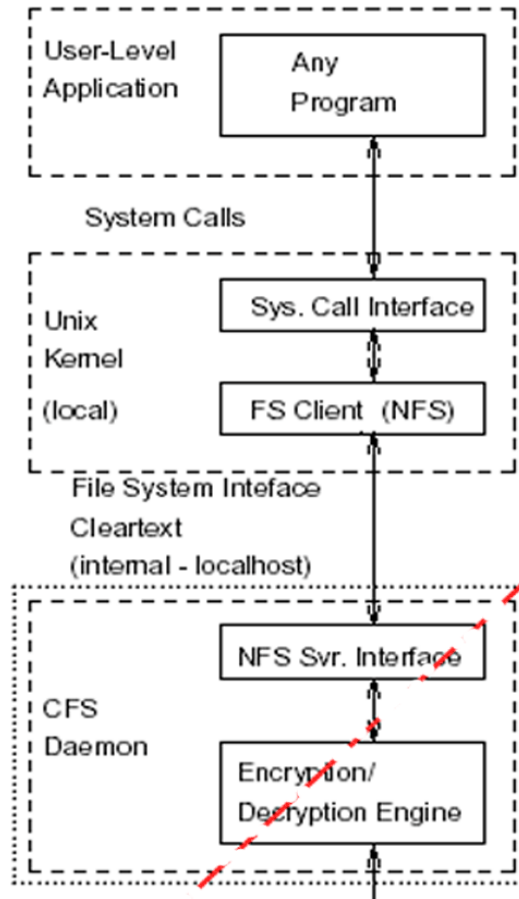 User-Level
Application
Any
Program
System Calls
Unix
Kernel
(local)
Sys. Call Interface
FS Client (NFS)
File System Inteface
Cleartext
(internal - localhost)
CFS
Daemon
NFS Svr. Interface
Encryption/
Decryption Engine